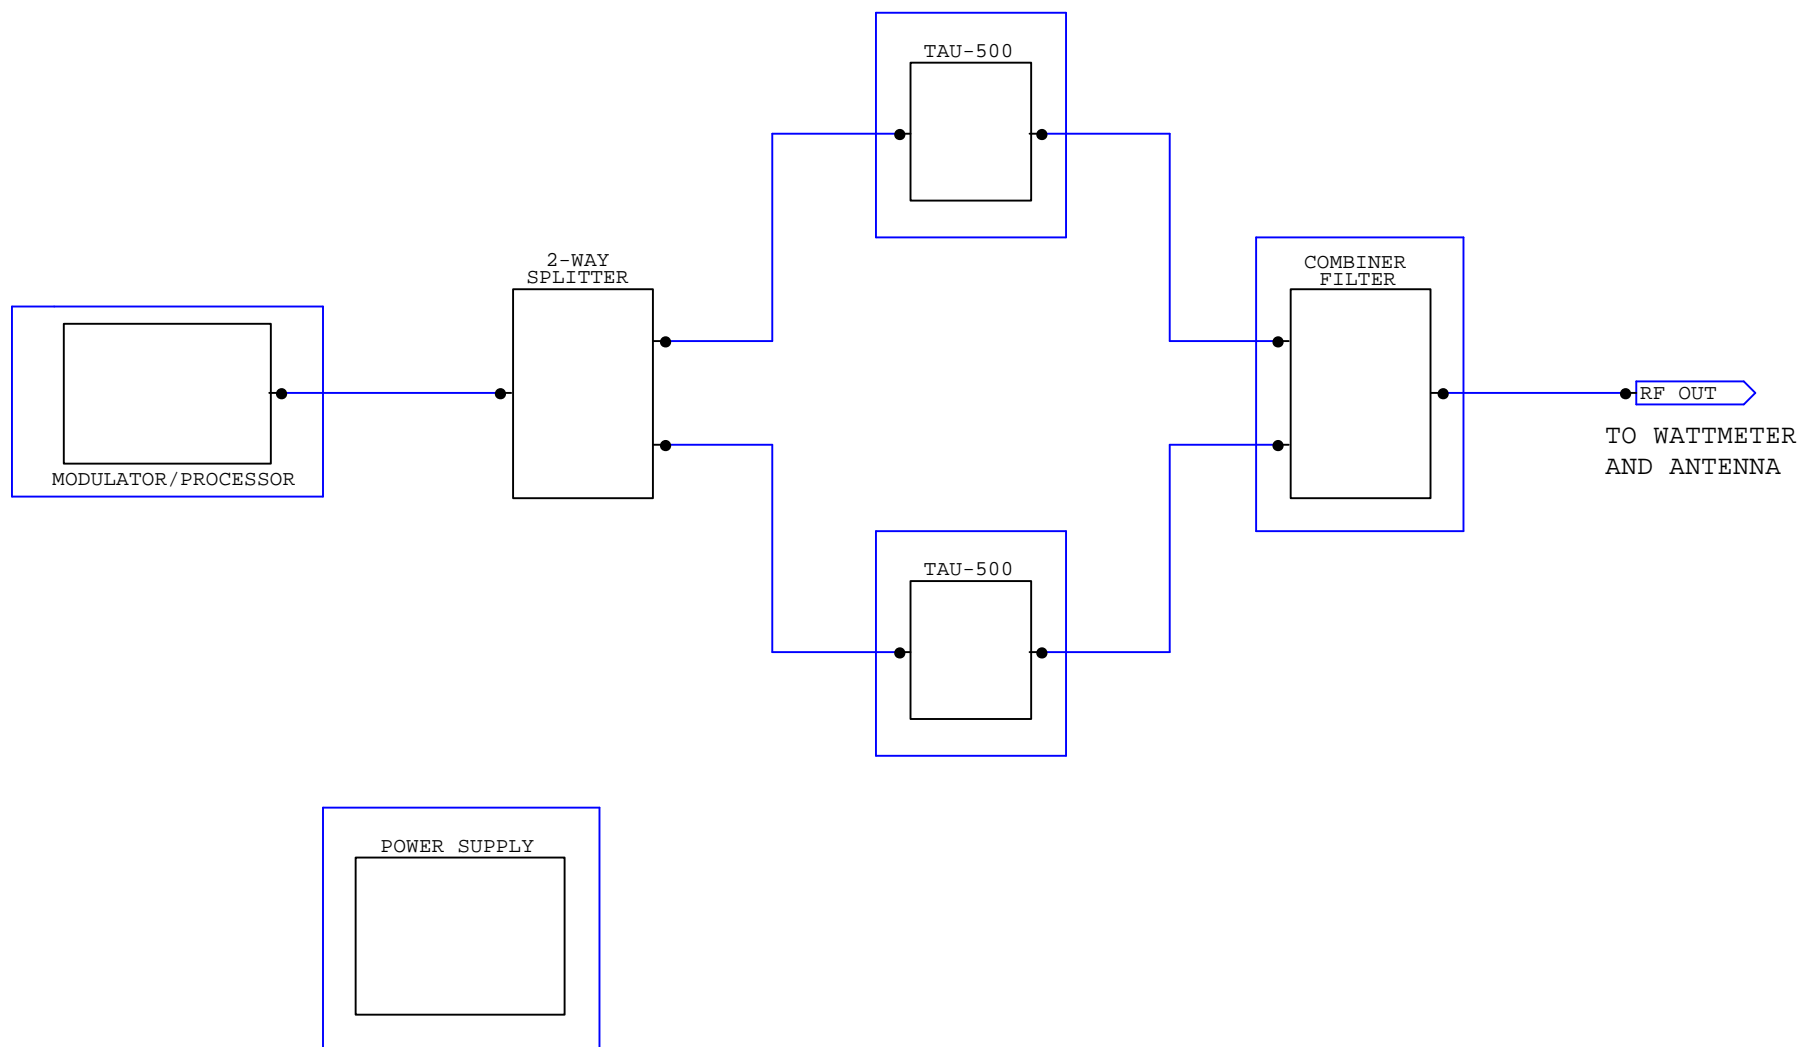 TAU-500
2-WAY
SPLITTER
COMBINER
FILTER
MODULATOR/PROCESSOR
RF OUT
TO WATTMETER
AND ANTENNA
TAU-500
POWER SUPPLY